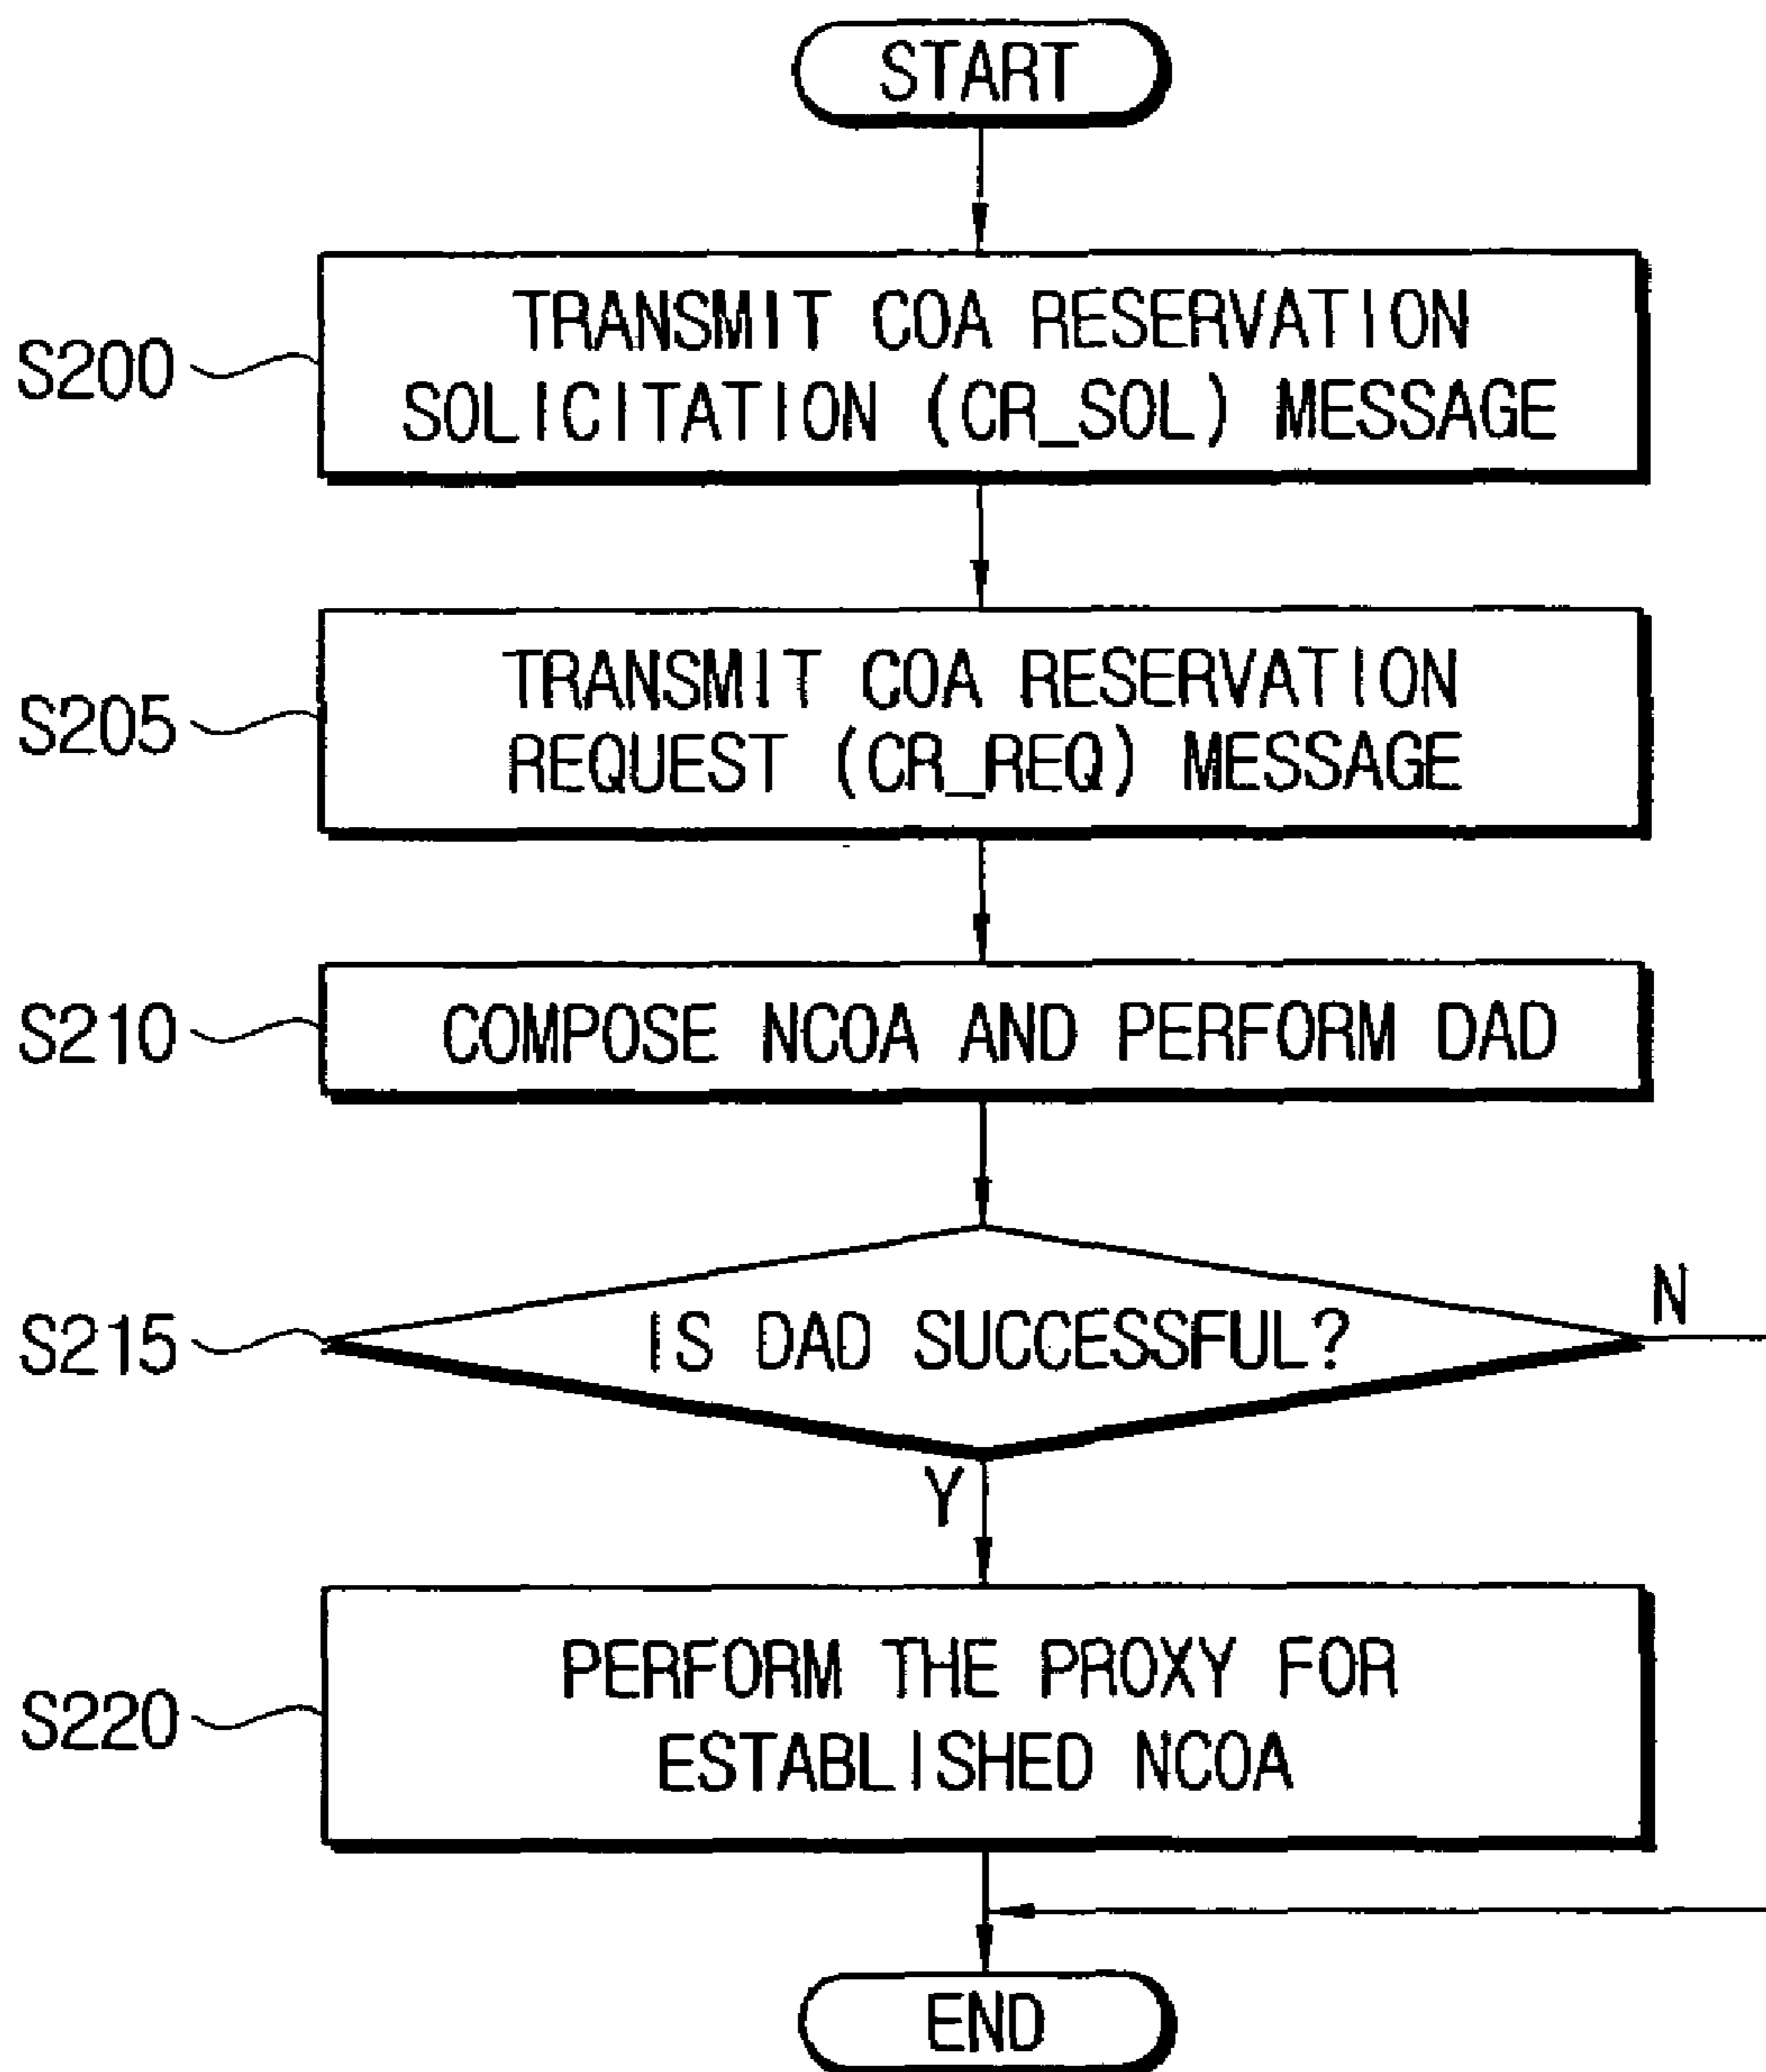 START
S200
TRANSMIT COA RESERVATION
SOLICITATION (CR_SOL) MESSAGE
S205
TRANSMIT COA RESERVATION
REQUEST (CR_REQ) MESSAGE
S210
COMPOSE NCOA AND PERFORM DAD
S215
IS DAD SUCCESSFUL?
N
Y
S220
PERFORM THE PROXY FOR
ESTABLISHED NCOA
END